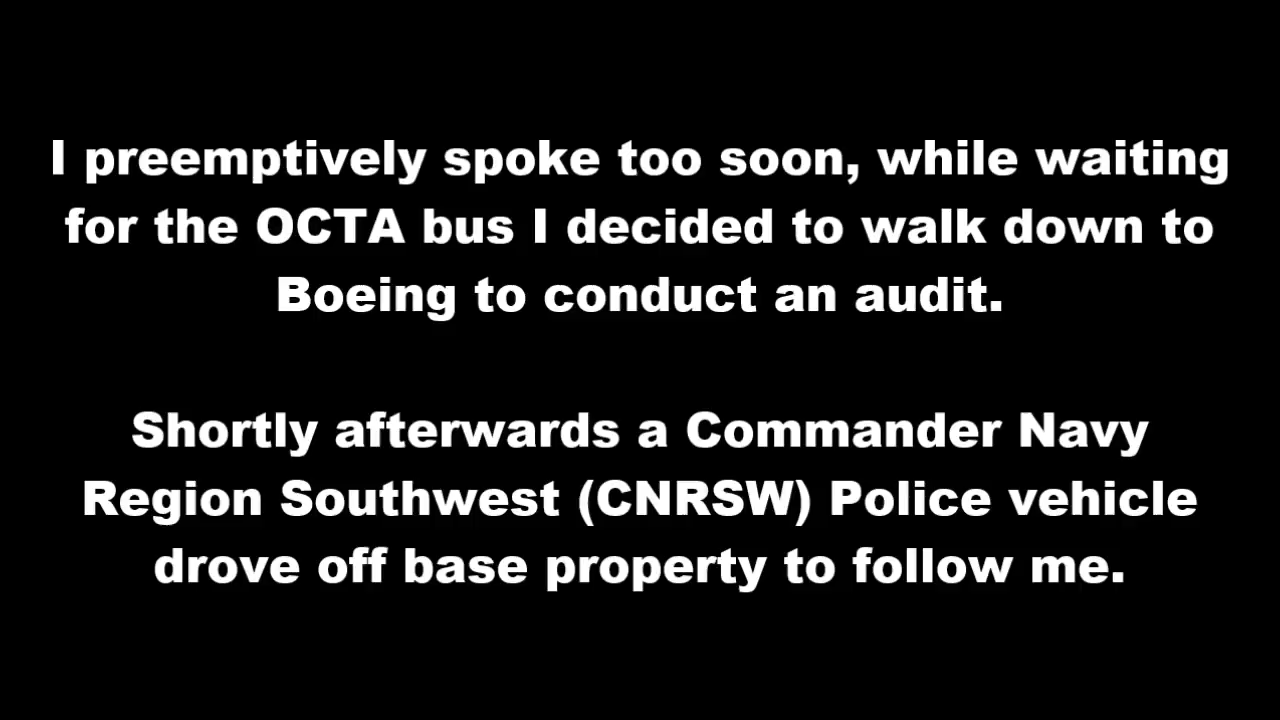 I preemptively spoke too soon, while waiting
for the OCTA bus I decided to walk down to
Boeing to conduct an audit.
Shortly afterwards a Commander Navy
Region Southwest (CNRSW) Police vehicle
drove off base property to follow me.